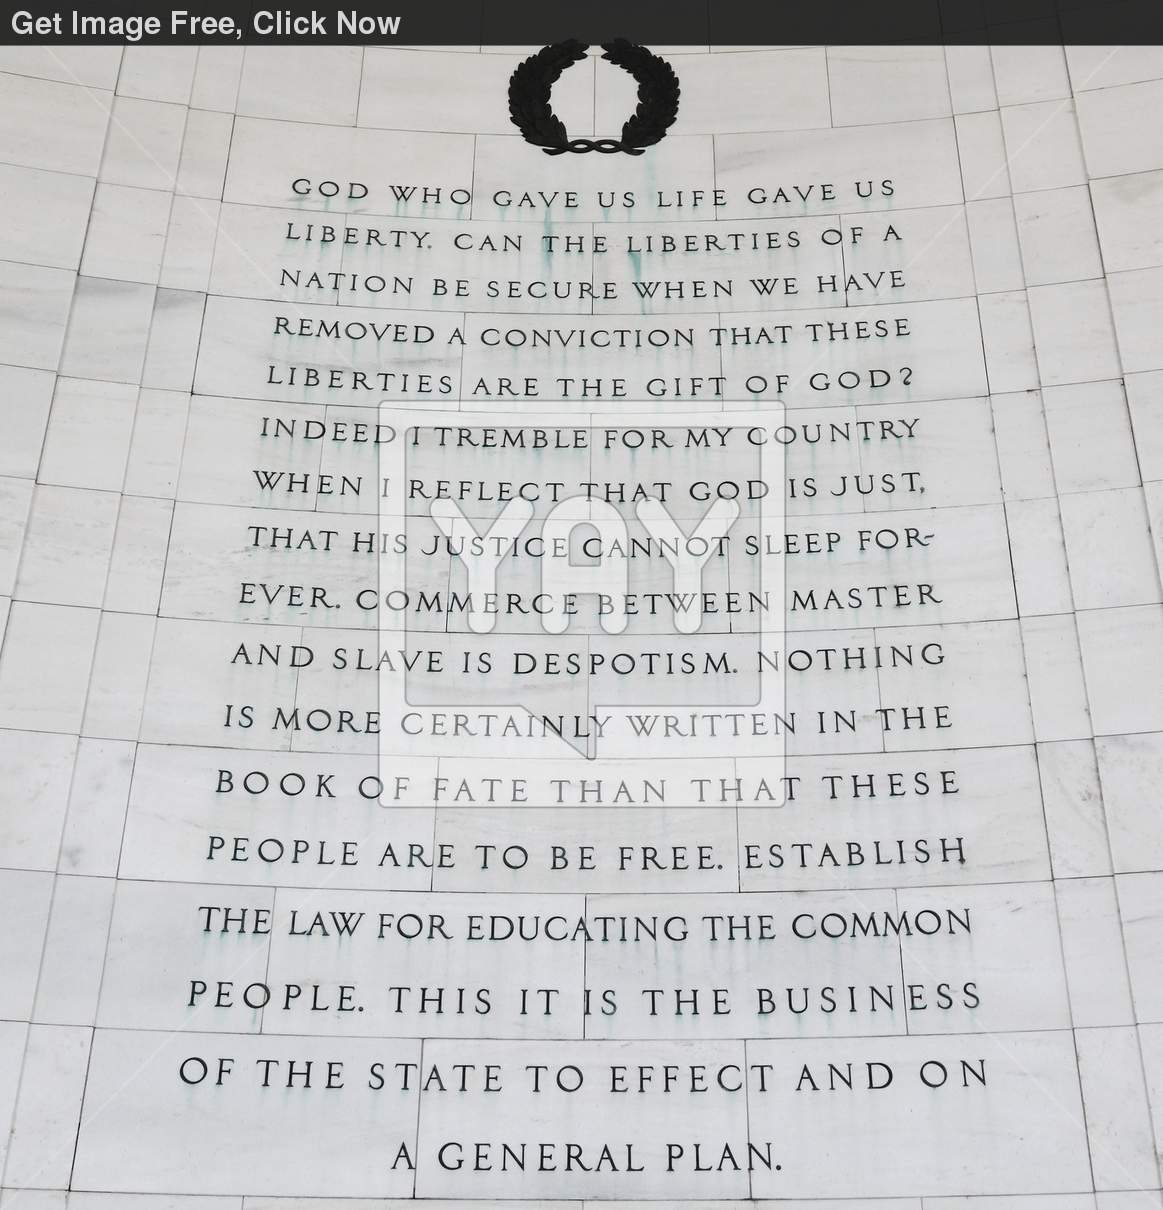 Get Image Free, Click Now
GOD WHO GAVE US LIFE GAVE US
LIBERTY. CAN THE LIBERTIES OF A
NATION BE SECURE WHEN WE HAVE
REMOVED A CONVICTION THAT THESE
LIBERTIES ARE THE GIFT OF GOD?
INDEED I TREMBLE FOR MY COUNTRY
WHEN I REFLECT THAT GOD IS JUST,
THAT HIS JUSTICE CANNOT SLEEP FOR-
EVER. COMMERCE BETWEEN MASTER
AND SLAVE IS DESPOTISM. NOTHING
IS MORE CERTAINLY WRITTEN IN THE
BOOK OF FATE THAN THAT THESE
PEOPLE ARE TO BE FREE. ESTABLISH
THE LAW FOR EDUCATING THE COMMON
PEOPLE. THIS IT IS THE BUSINESS
OF THE STATE TO EFFECT AND ON
A GENERAL PLAN.
YAY